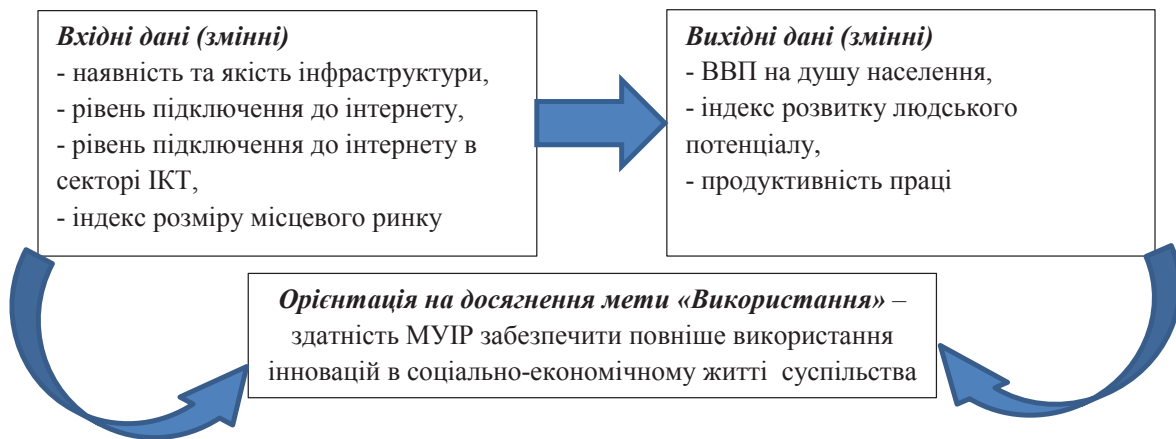 Вхідні дані (змінні)
- наявність та якість інфраструктури,
- рівень підключення до інтернету,
- рівень підключення до інтернету в
секторі ІКТ,
- індекс розміру місцевого ринку
Вихідні дані (змінні)
- ВВП на душу населення,
- індекс розвитку людського
потенціалу,
- продуктивність праці
Орієнтація на досягнення мети «Використання» –
здатність МУІР забезпечити повніше використання
інновацій в соціально-економічному житті суспільства